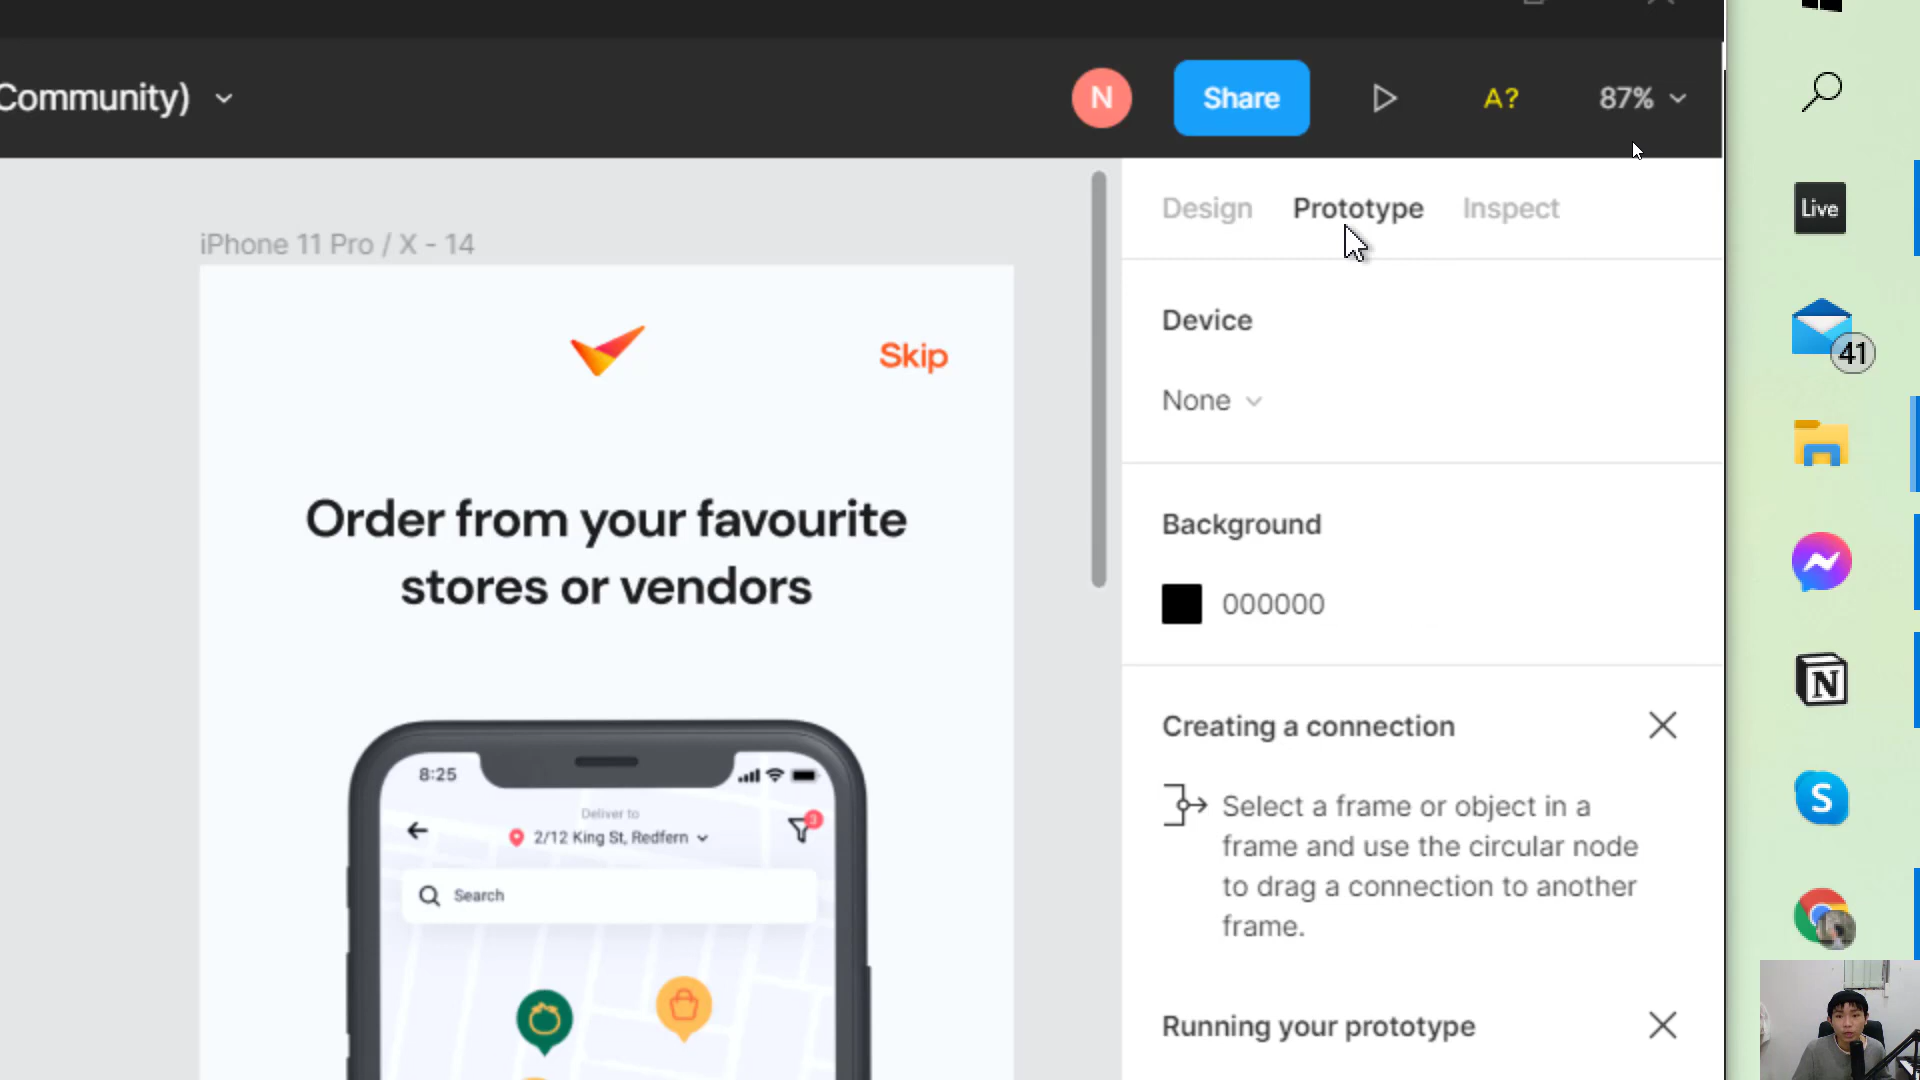 Community)
N
Share
A?
87%
Live
Design Prototype Inspect
iPhone 11 Pro / X - 14
Skip
Device
None
41
Order from your favourite
stores or vendors
Background
000000
N
Creating a connection
Select a frame or object in a
frame and use the circular node
to drag a connection to another
frame.
S
8:25
Deliver to
2/12 King St, Redfern
3
Search
Running your prototype